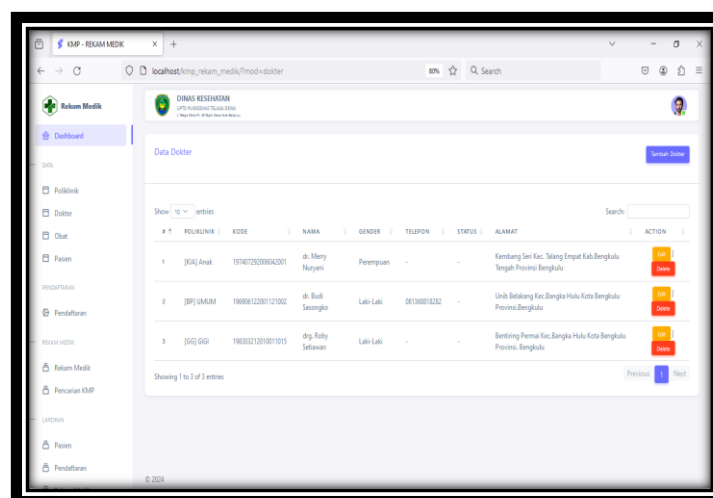 KMP - REKAM MEDIK
localhost/kmp_rekam_medik/?mod=dokter
80%
Search
Rekam Medik
DINAS KESEHATAN
Dashboard
DATA
Poliklinik
Dokter
Obat
Pasien
PENDAFTARAN
Pendaftaran
REKAM MEDIK
Rekam Medik
Pencarian KMP
LAPORAN
Pasien
Pendaftaran
Data Dokter
Tambah Dokter
Show 10 entries
Search:
# POLIKLINIK KODE NAMA GENDER TELEPON STATUS ALAMAT ACTION
1 [KIA] Anak 197407292006042001 dr. Merry Nuryani Perempuan - - Kembang Seri Kec. Talang Empat Kab.Bengkulu Tengah Provinsi Bengkulu Edit | Delete
2 [BP] UMUM 196906122001121002 dr. Budi Sasongko Laki-Laki 081368818282 - Unib Belakang Kec.Bangka Hulu Kota Bengkulu Provinsi.Bengkulu Edit | Delete
3 [GG] GIGI 198303212010011015 drg. Roby Setiawan Laki-Laki - - Bentiring Permai Kec.Bangka Hulu Kota Bengkulu Provinsi. Bengkulu Edit | Delete
Showing 1 to 3 of 3 entries
Previous 1 Next
© 2024